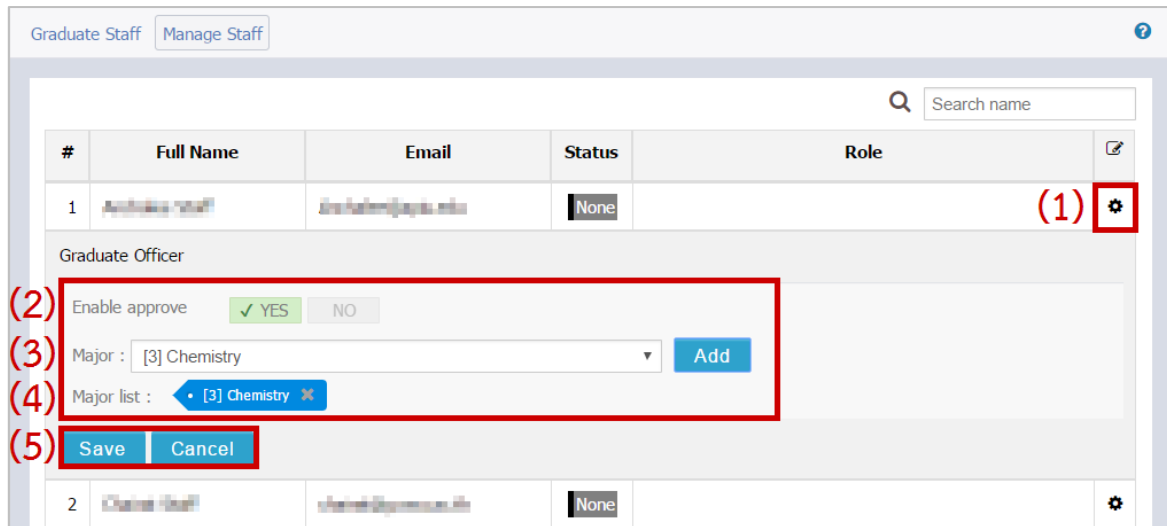 Graduate Staff Manage Staff
Search name
# Full Name Email Status Role
1 None (1)
Graduate Officer
(2) Enable approve ✓ YES NO
(3) Major : [3] Chemistry ▼ Add
(4) Major list : • [3] Chemistry ✖
(5) Save Cancel
2 None